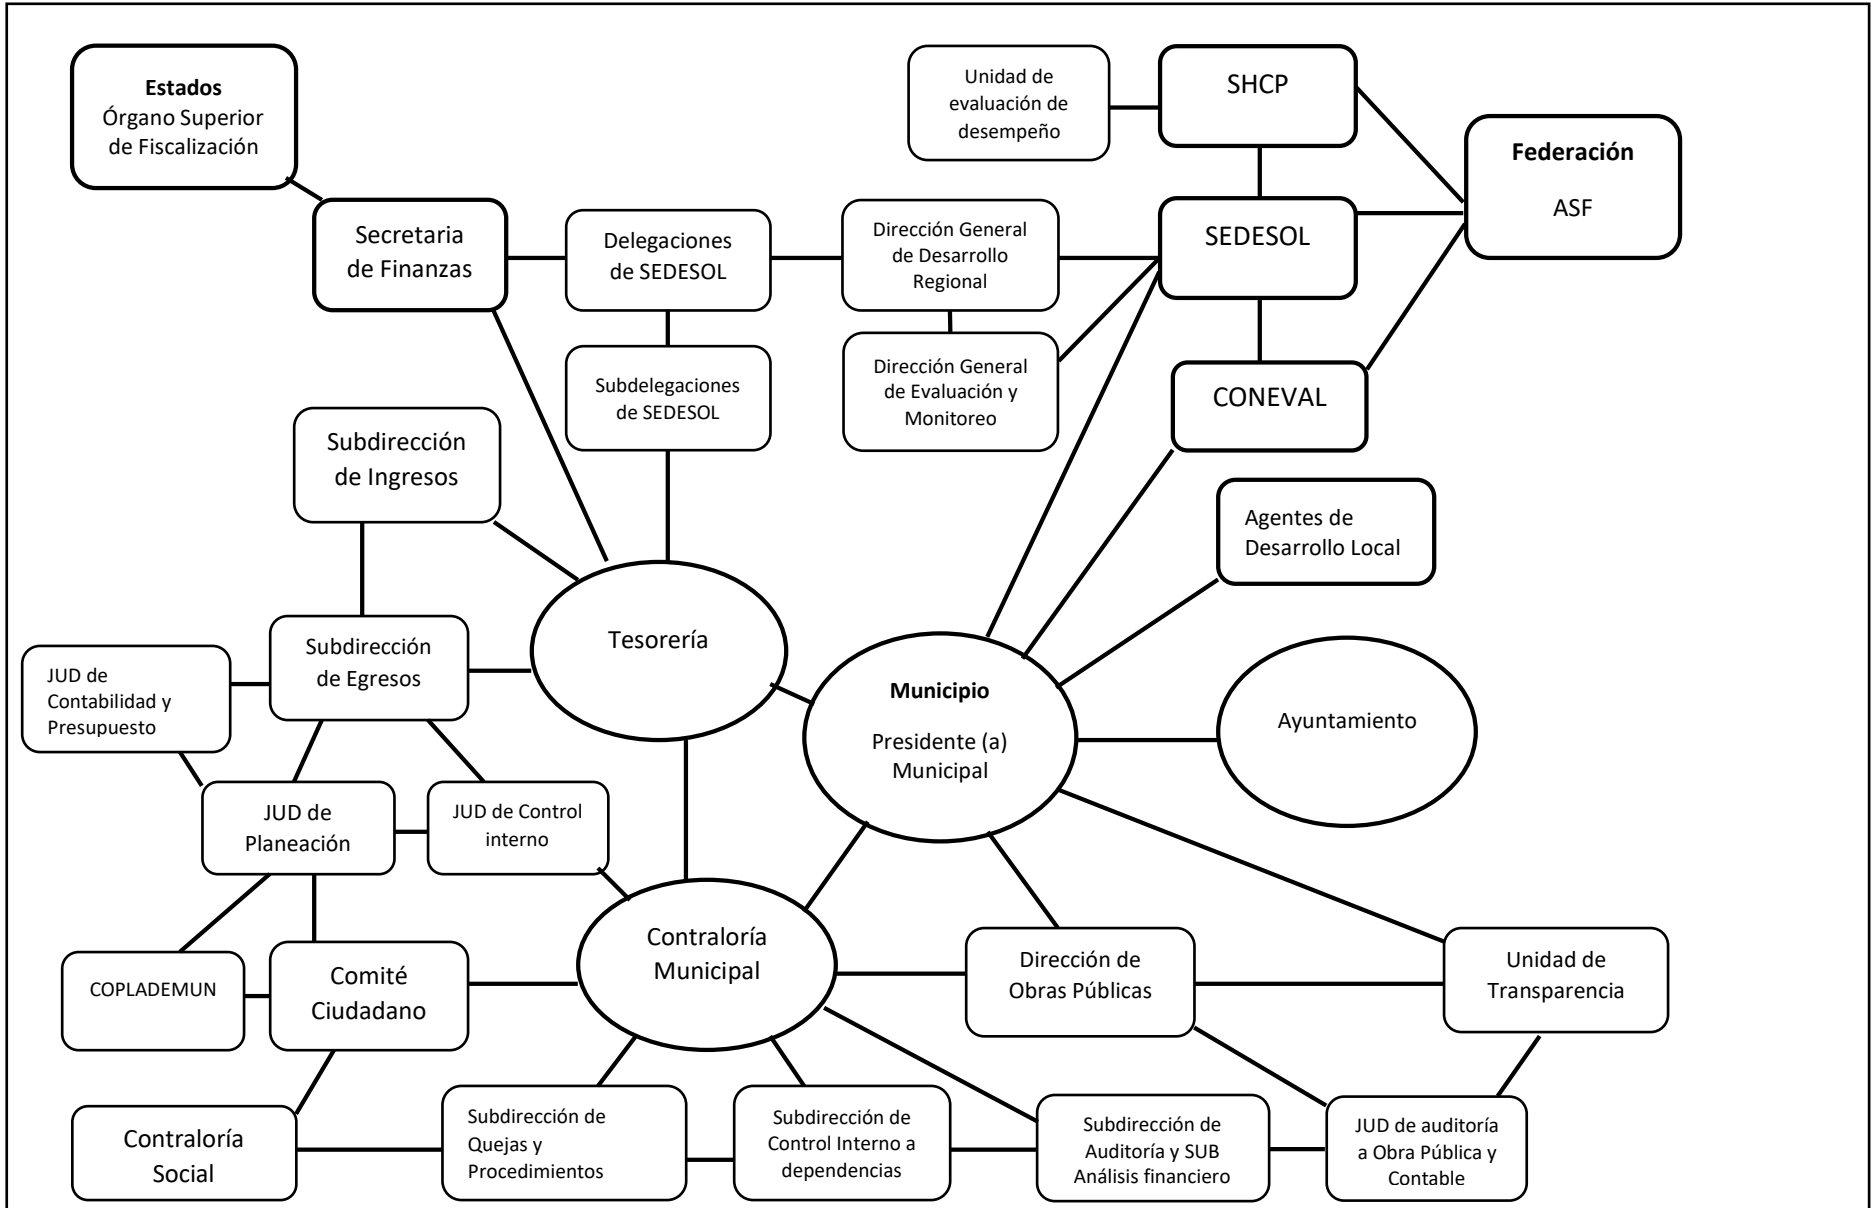 Estados
Órgano Superior
de Fiscalización
Unidad de
evaluación de
desempeño
SHCP
Federación
ASF
Secretaria
de Finanzas
Delegaciones
de SEDESOL
Dirección General
de Desarrollo
Regional
SEDESOL
Subdelegaciones
de SEDESOL
Dirección General
de Evaluación y
Monitoreo
CONEVAL
Subdirección
de Ingresos
Agentes de
Desarrollo Local
Tesorería
Subdirección
de Egresos
JUD de
Contabilidad y
Presupuesto
Municipio
Presidente (a)
Municipal
Ayuntamiento
JUD de
Planeación
JUD de Control
interno
Contraloría
Municipal
Dirección de
Obras Públicas
Unidad de
Transparencia
COPLADEMUN
Comité
Ciudadano
Contraloría
Social
Subdirección de
Quejas y
Procedimientos
Subdirección de
Control Interno a
dependencias
Subdirección de
Auditoría y SUB
Análisis financiero
JUD de auditoría
a Obra Pública y
Contable